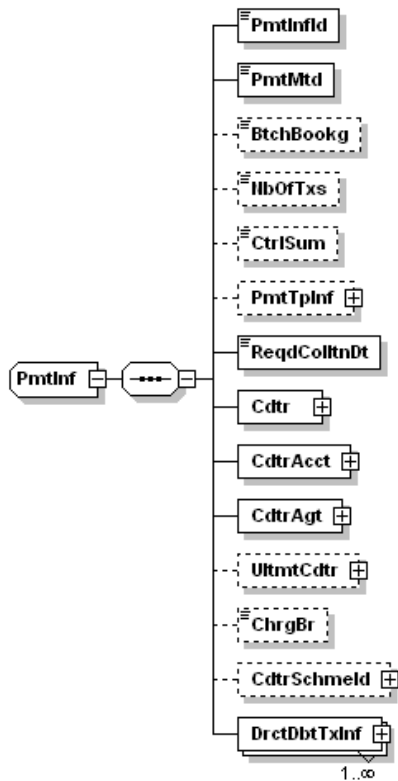 PmtInfId
PmtMtd
BtchBookg
NbOfTxs
CtrlSum
PmtTpInf
ReqdColltnDt
PmtInf
Cdtr
CdtrAcct
CdtrAgt
UltmtCdtr
ChrgBr
CdtrSchmeId
DrctDbtTxInf
1..∞